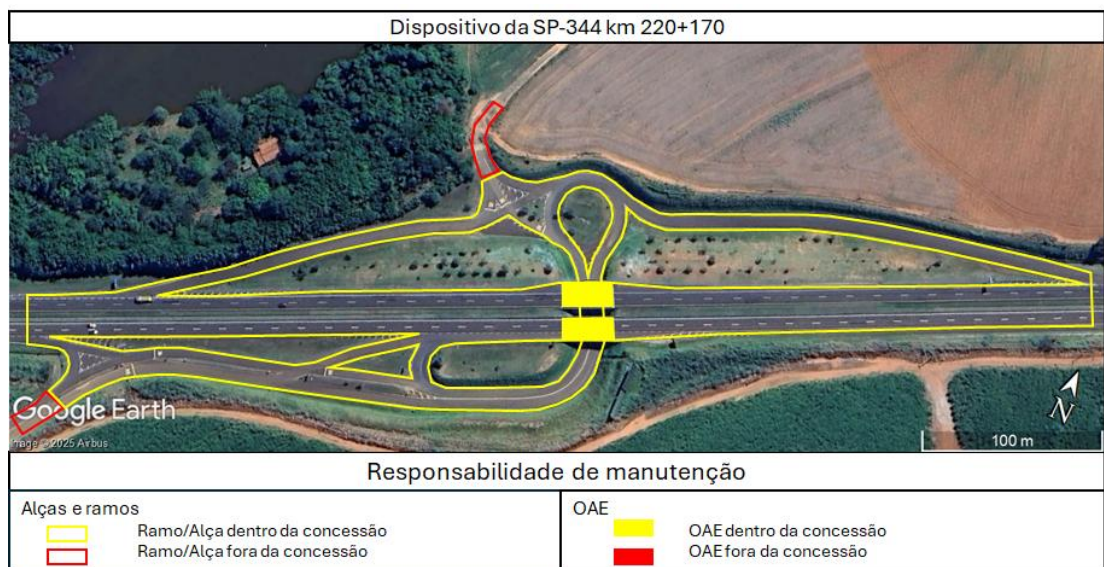 Dispositivo da SP-344 km 220+170
Google Earth
Image © 2025 Airbus
N
100 m
Responsabilidade de manutenção
Alças e ramos
Ramo/Alça dentro da concessão
Ramo/Alça fora da concessão
OAE
OAE dentro da concessão
OAE fora da concessão